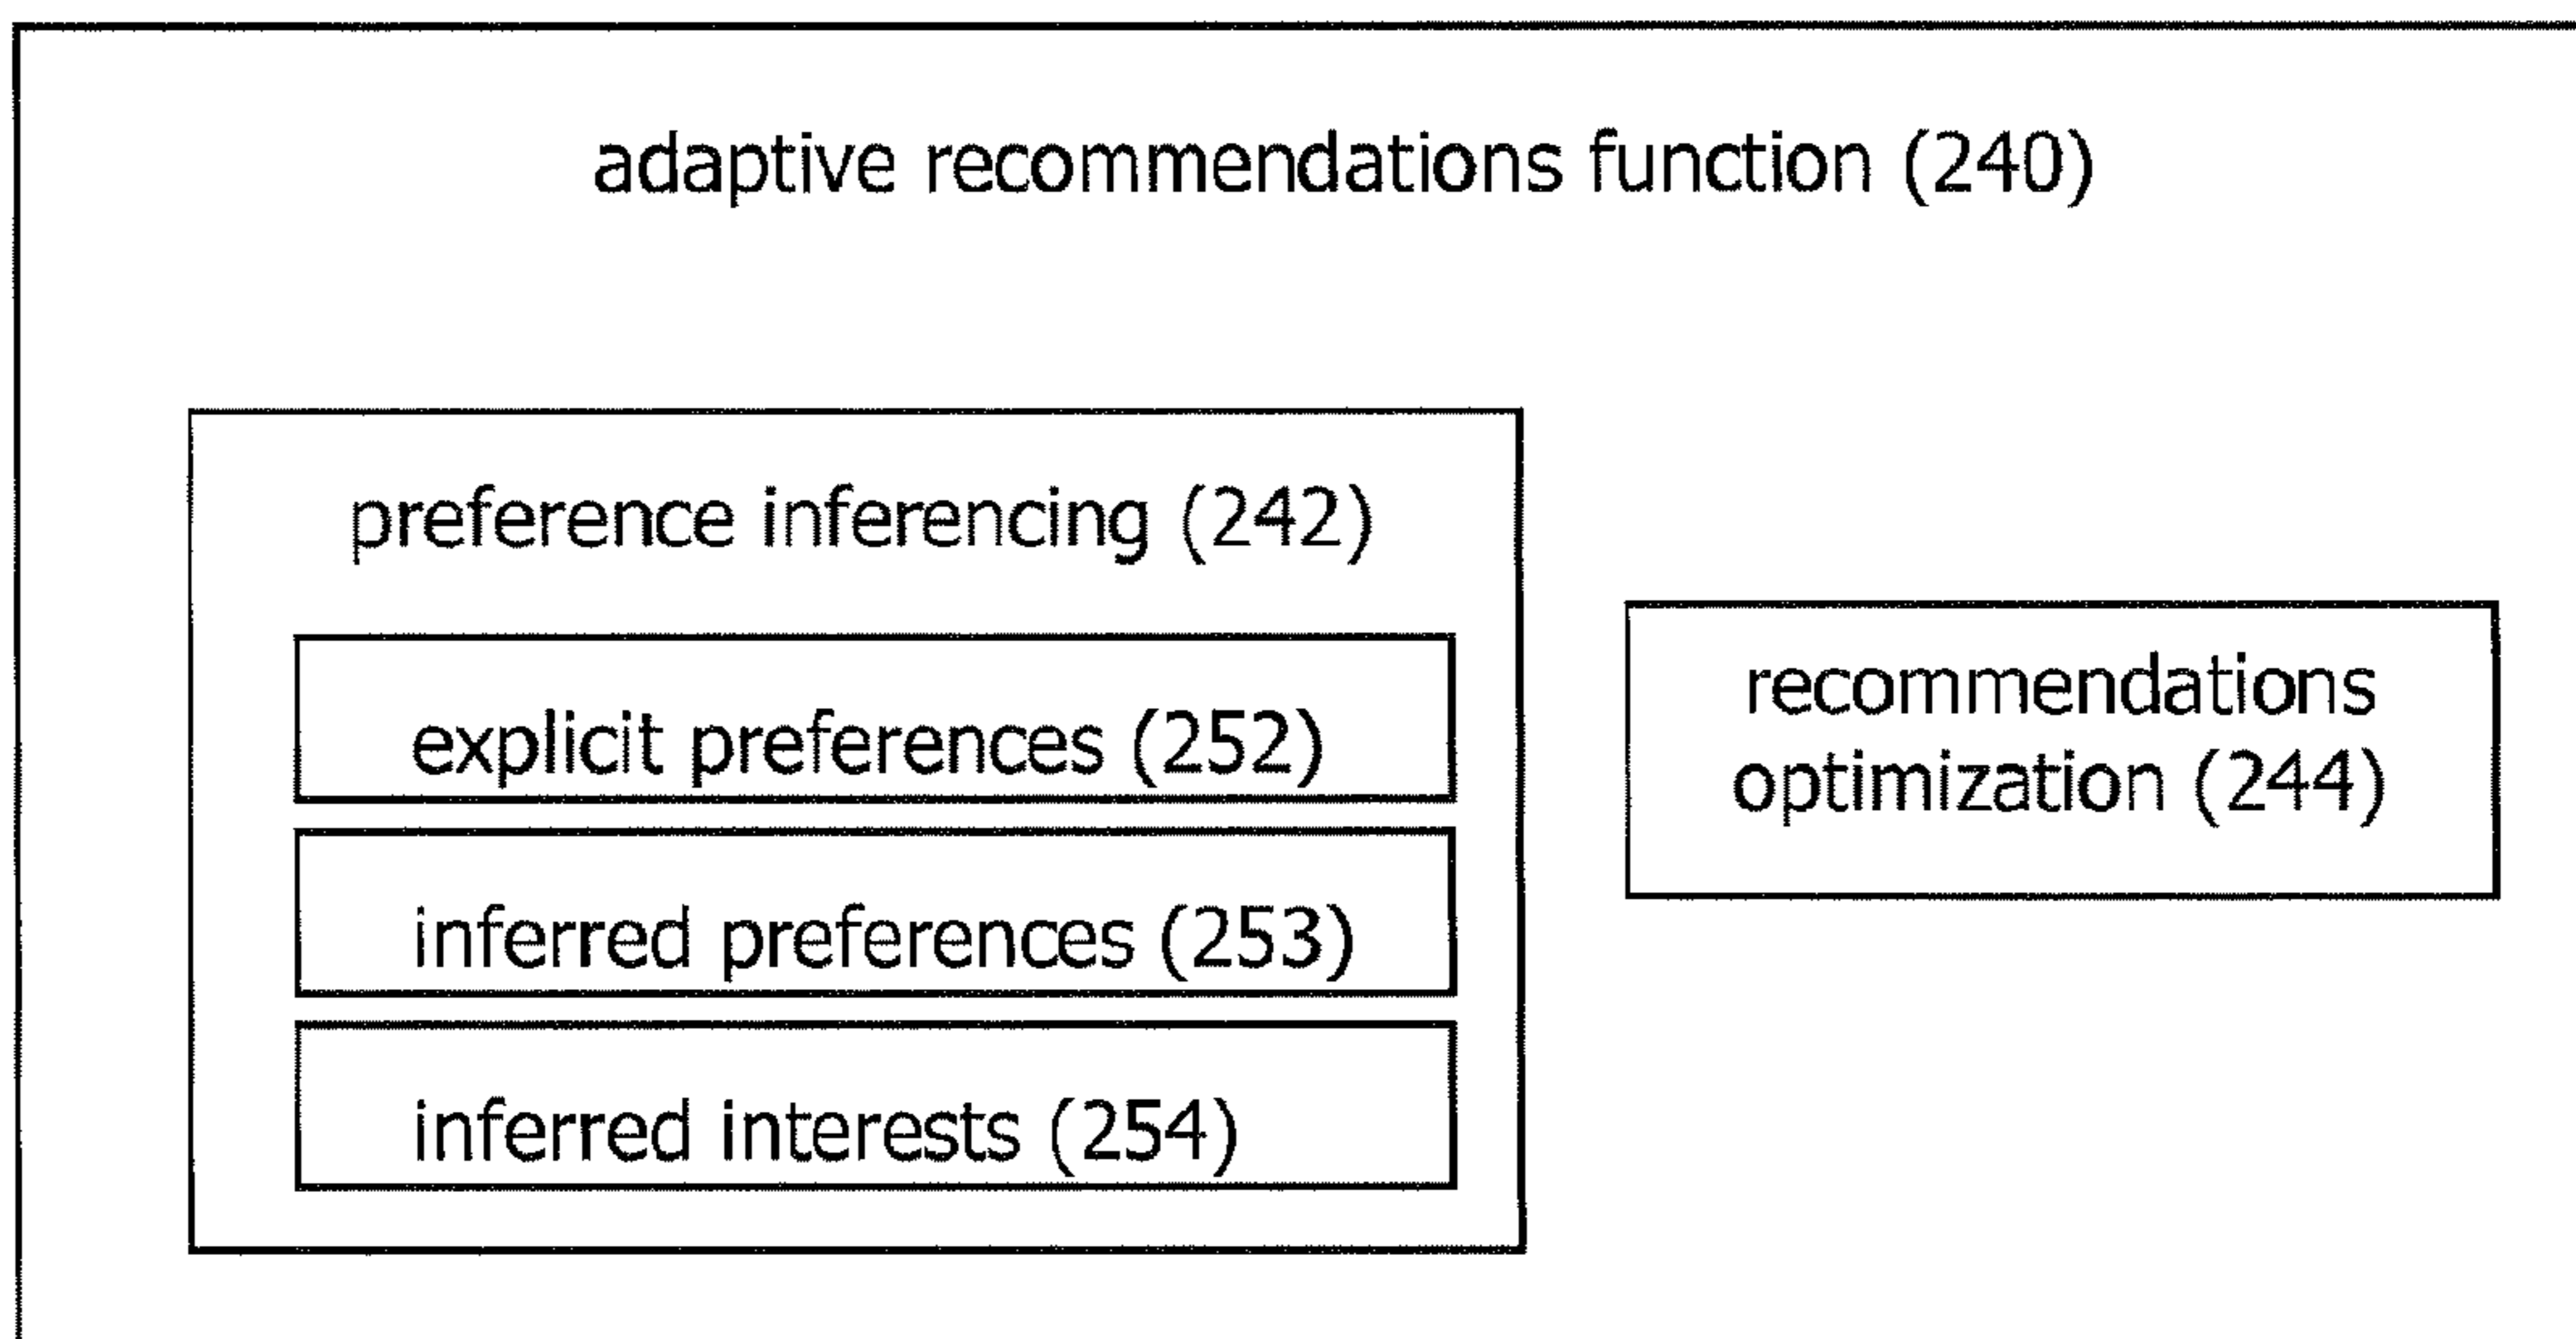 adaptive recommendations function (240)
preference inferencing (242)
explicit preferences (252)
inferred preferences (253)
inferred interests (254)
recommendations
optimization (244)